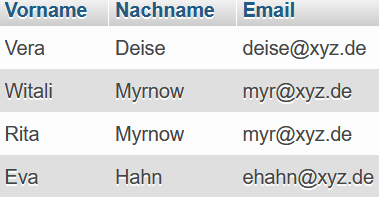 Vorname Nachname Email
Vera Deise deise@xyz.de
Witali Myrnow myr@xyz.de
Rita Myrnow myr@xyz.de
Eva Hahn ehahn@xyz.de